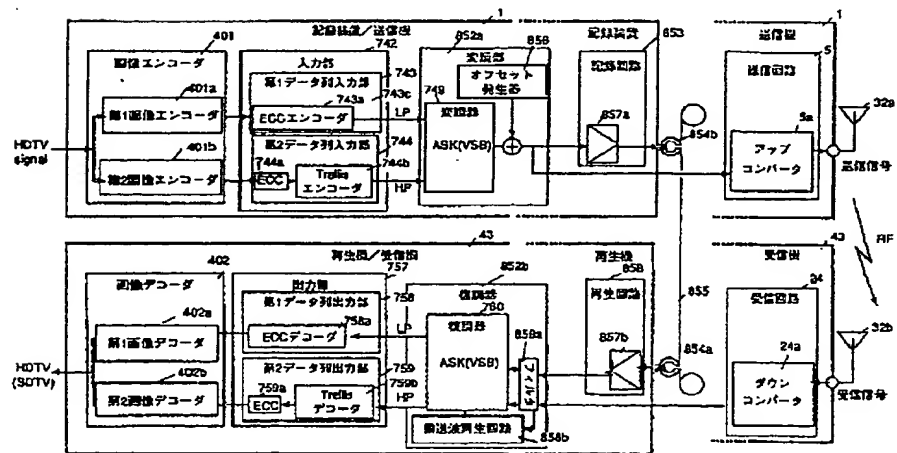 1
記録装置/送信機
401
画像エンコーダ
401a
第1画像エンコーダ
401b
第2画像エンコーダ
HDTV
signal
742
入力部
743
第1データ列入力部
743a
743c
ECCエンコーダ
LP
第2データ列入力部
744
744a
744b
ECC
Trellis
エンコーダ
HP
852a
856
変調器
オフセット
発生器
749
変調器
ASK(VSB)
記録装置
853
記録回路
857a
854b
1
送信機
5
送信回路
5a
アップ
コンバータ
32a
送信信号
RF
43
再生機/受信機
402
画像デコーダ
402a
第1画像デコーダ
402b
第2画像デコーダ
HDTV
(SDTV)
757
出力部
758
第1データ列出力部
758a
ECCデコーダ
LP
第2データ列出力部
759
759a
759b
ECC
Trellis
デコーダ
HP
852b
復調器
760
復調器
ASK(VSB)
858a
フィルタ
搬送波再生回路
858b
再生機
858
再生回路
857b
855
854a
43
受信機
24
受信回路
24a
ダウン
コンバータ
32b
受信信号